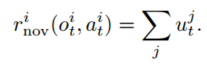 r^i_nov(o^i_t, a^i_t) = ∑_j u^j_t.